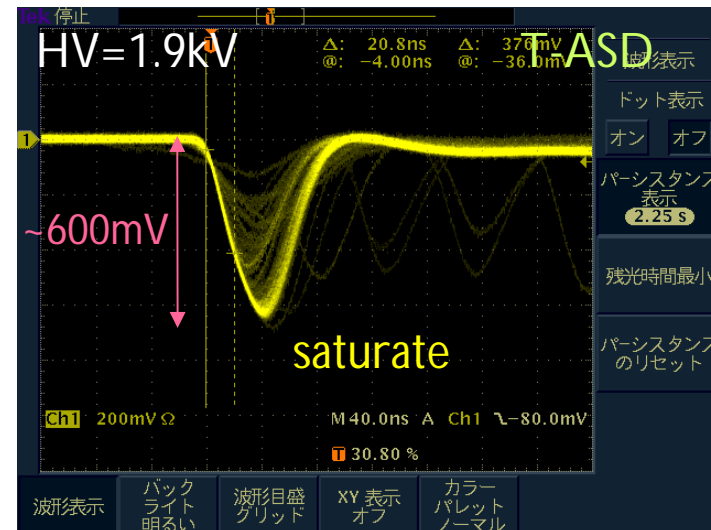 Tek 停止
HV=1.9kV
T-ASD
Δ: 20.8ns Δ: 376mV
@: −4.00ns @: −36.0mV
波形表示
ドット表示
オン オフ
パーシスタンス
表示
2.25 s
残光時間最小
パーシスタンス
のリセット
1
~600mV
saturate
Ch1 200mVΩ M40.0ns A Ch1 −80.0mV
T 30.80 %
波形表示
バック
ライト
明るい
波形目盛
グリッド
XY 表示
オフ
カラー
パレット
ノーマル